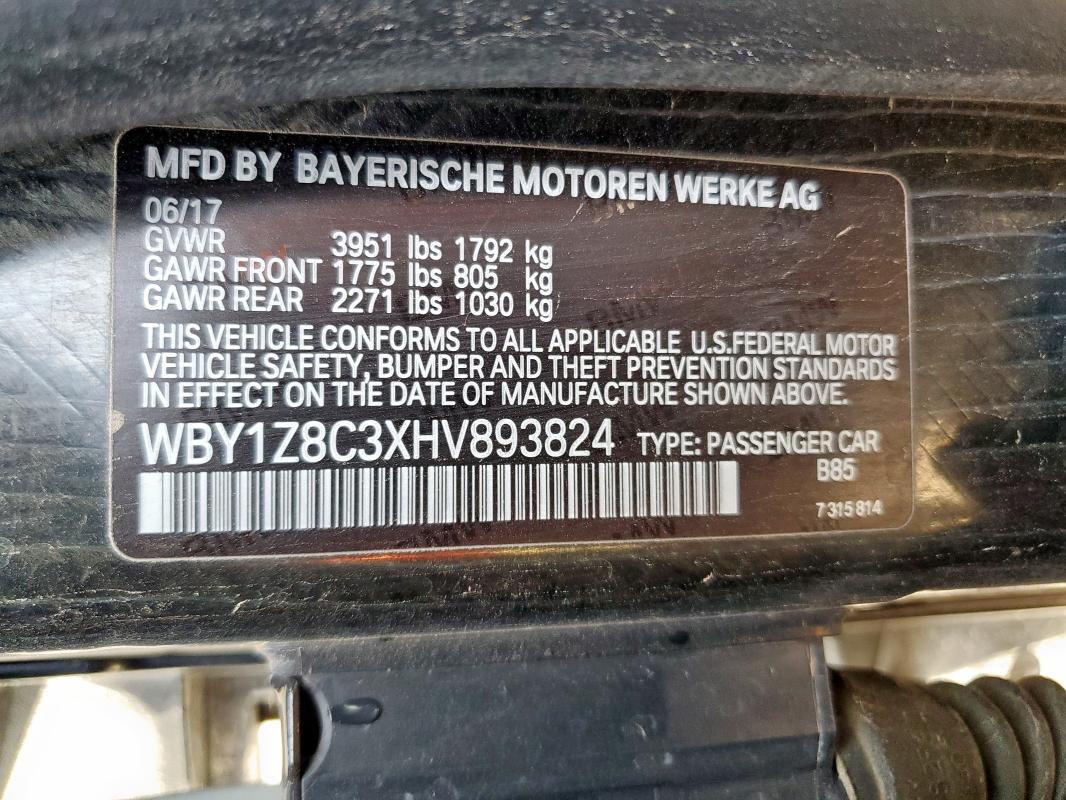 MFD BY BAYERISCHE MOTOREN WERKE AG
06/17
GVWR 3951 lbs 1792 kg
GAWR FRONT 1775 lbs 805 kg
GAWR REAR 2271 lbs 1030 kg
THIS VEHICLE CONFORMS TO ALL APPLICABLE U.S.FEDERAL MOTOR
VEHICLE SAFETY, BUMPER AND THEFT PREVENTION STANDARDS
IN EFFECT ON THE DATE OF MANUFACTURE SHOWN ABOVE.
WBY1Z8C3XHV893824 TYPE: PASSENGER CAR
B85
7 315 814